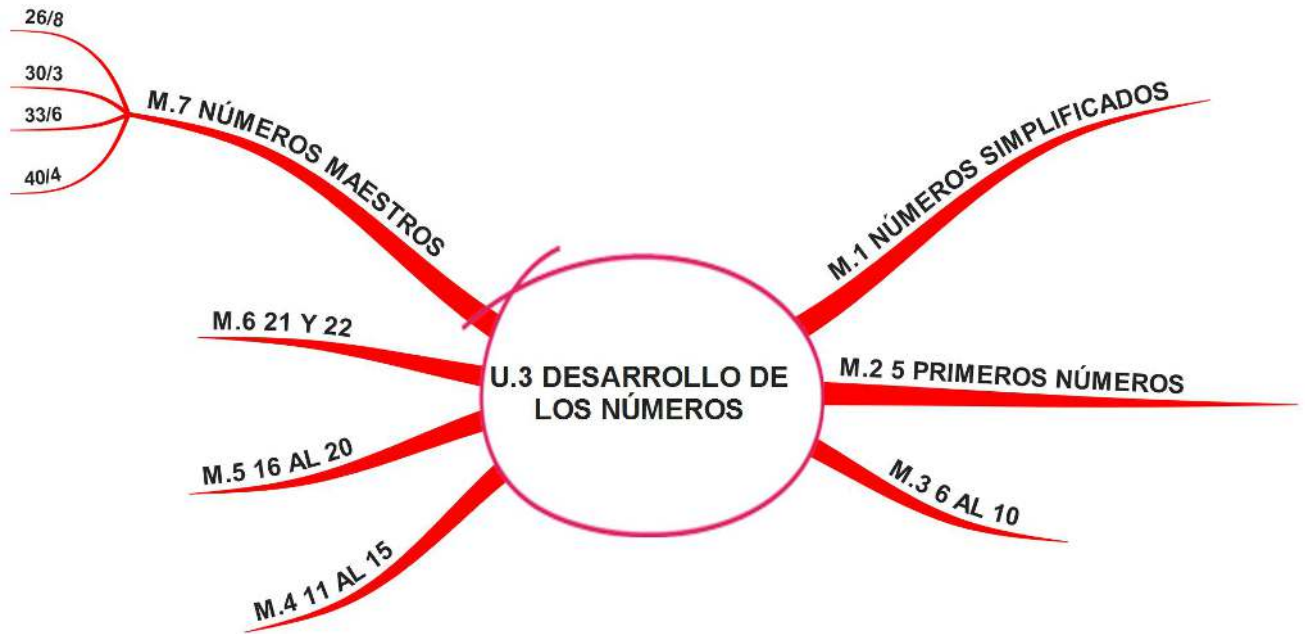 U.3 DESARROLLO DE
LOS NÚMEROS
M.1 NÚMEROS SIMPLIFICADOS
M.2 5 PRIMEROS NÚMEROS
M.3 6 AL 10
M.4 11 AL 15
M.5 16 AL 20
M.6 21 Y 22
M.7 NÚMEROS MAESTROS
26/8
30/3
33/6
40/4